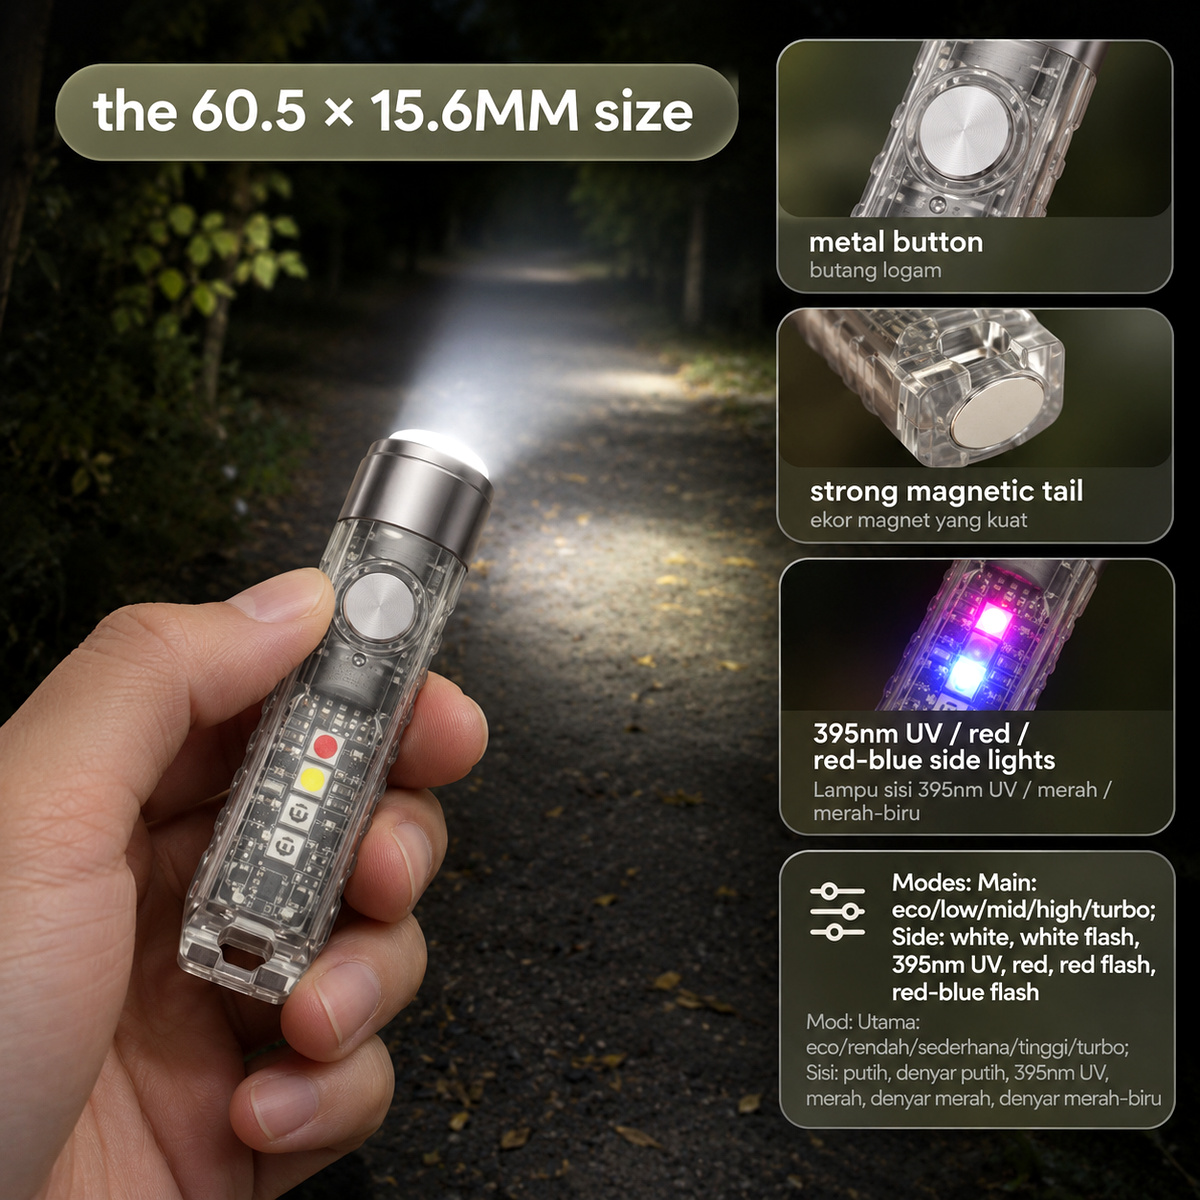 the 60.5 × 15.6MM size
metal button
butang logam
strong magnetic tail
ekor magnet yang kuat
395nm UV / red /
red-blue side lights
Lampu sisi 395nm UV / merah /
merah-biru
Modes: Main:
eco/low/mid/high/turbo;
Side: white, white flash,
395nm UV, red, red flash,
red-blue flash
Mod: Utama:
eco/rendah/sederhana/tinggi/turbo;
Sisi: putih, denyar putih, 395nm UV,
merah, denyar merah, denyar merah-biru